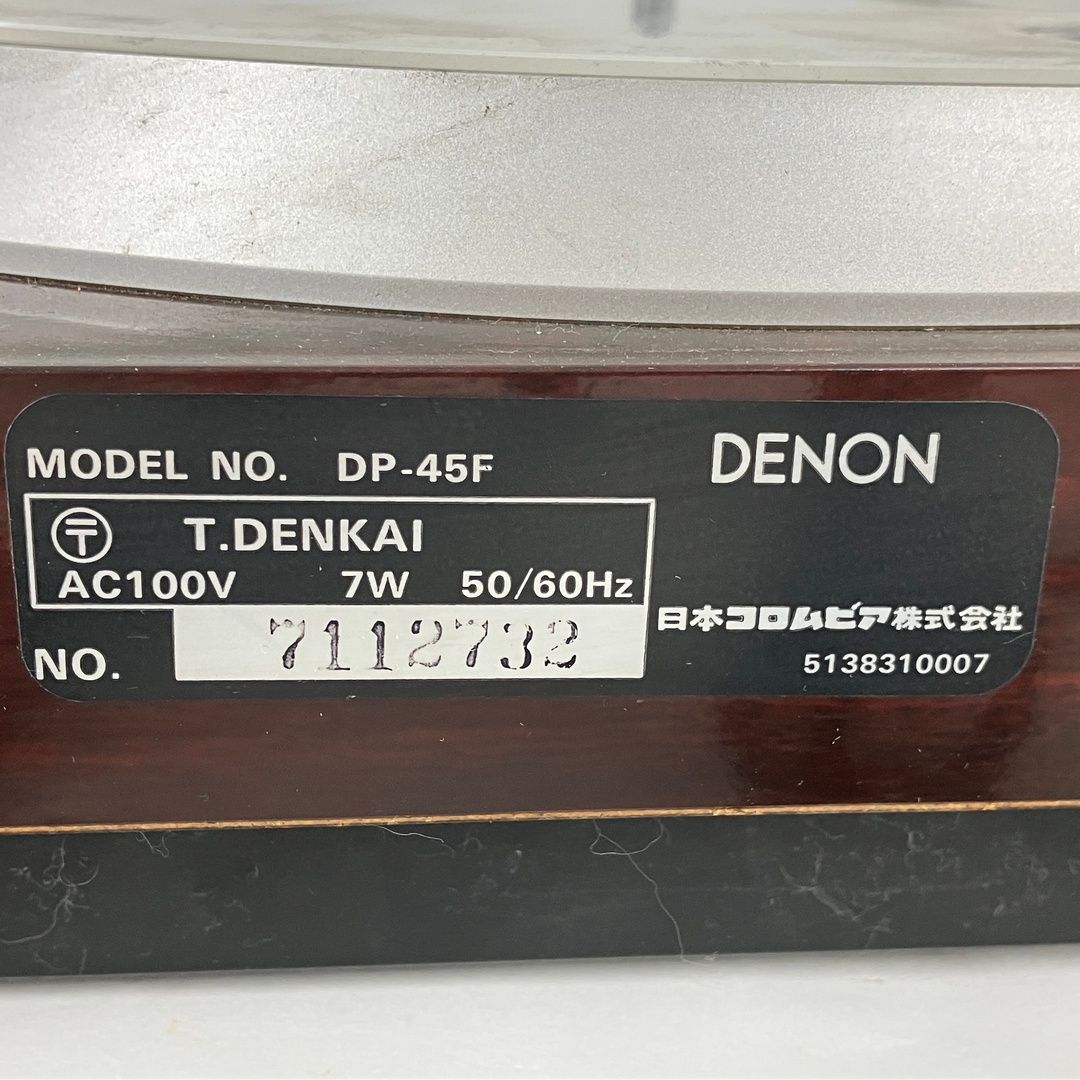 MODEL NO. DP-45F
DENON
〒 T.DENKAI
AC100V 7W 50/60Hz
NO. 7112732
日本コロムビア株式会社
5138310007